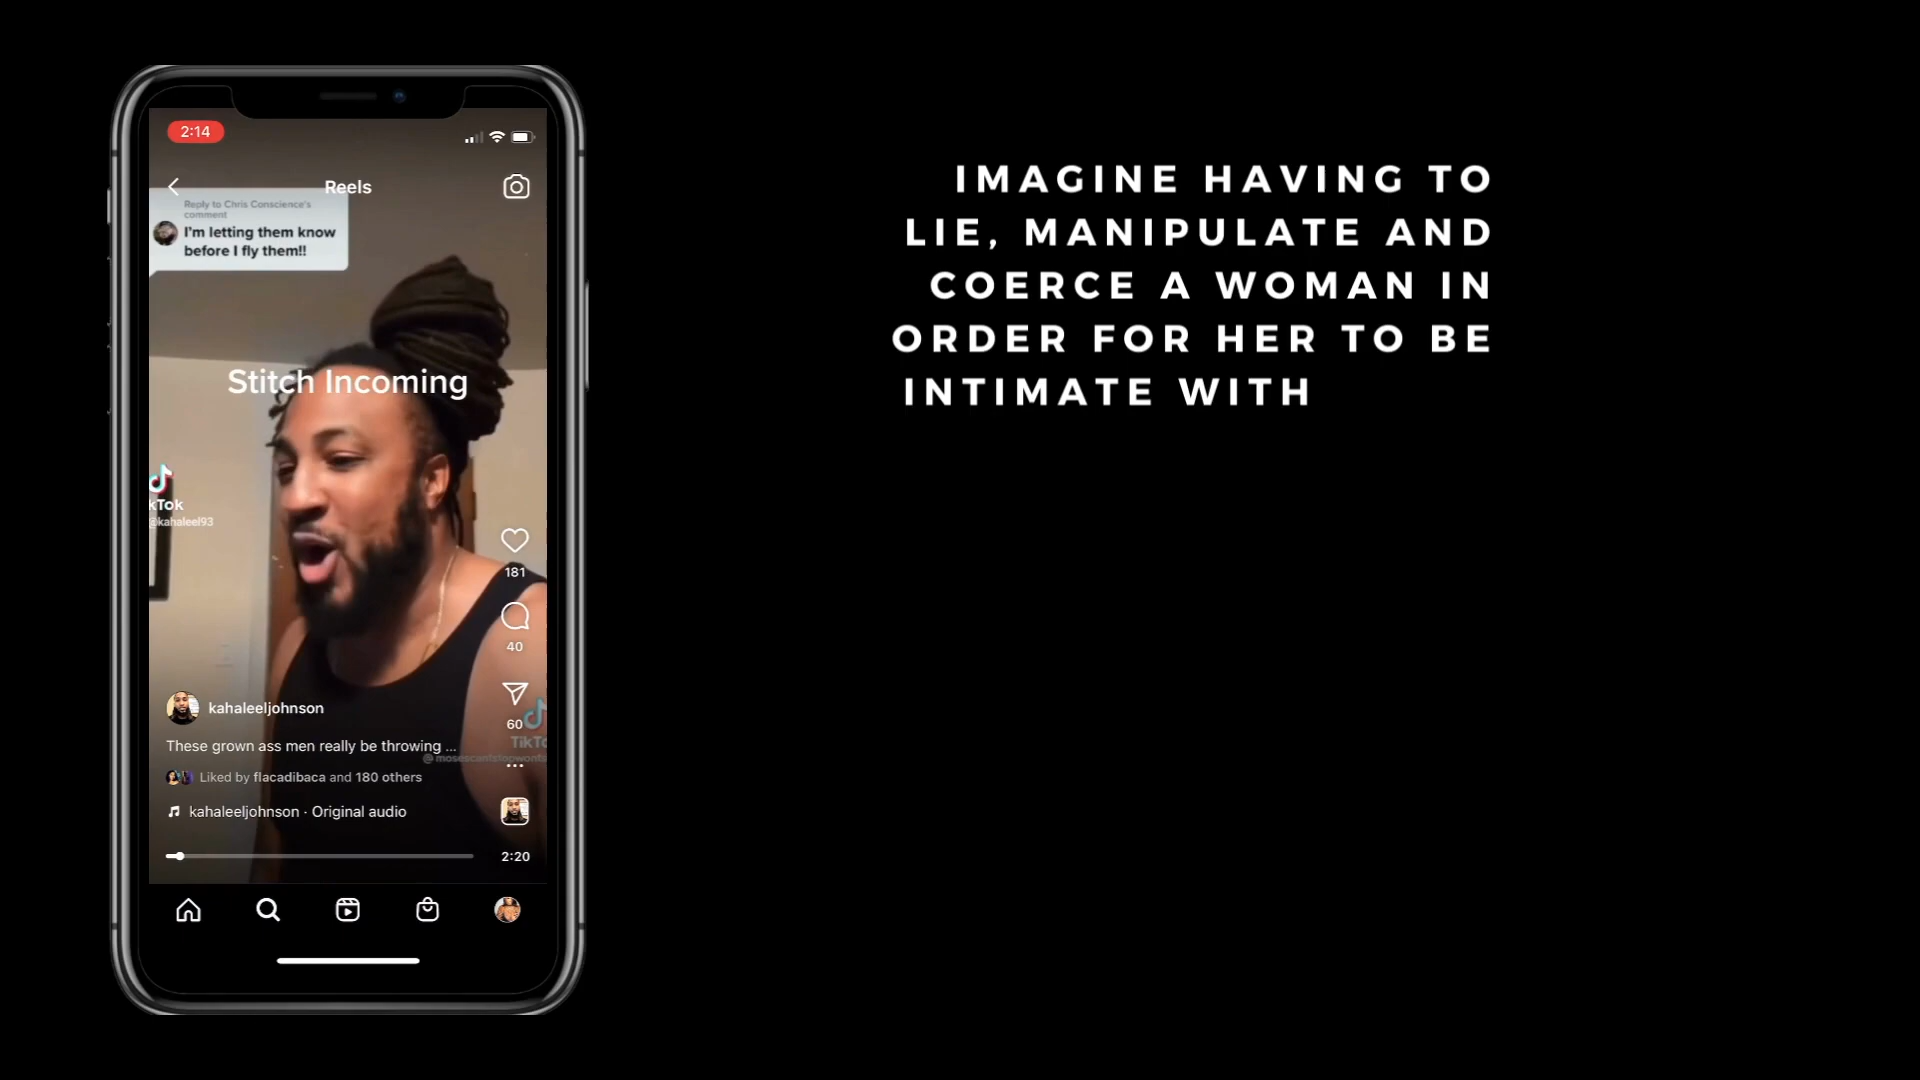 2:14
Reels
Reply to Chris Conscience's
comment
I'm letting them know
before I fly them!!
Stitch Incoming
kTok
@kahaleel93
181
40
60
TikTo
@mosescantstopwonts
kahaleeljohnson
These grown ass men really be throwing ...
Liked by flacadibaca and 180 others
kahaleeljohnson · Original audio
2:20
IMAGINE HAVING TO
LIE, MANIPULATE AND
COERCE A WOMAN IN
ORDER FOR HER TO BE
INTIMATE WITH